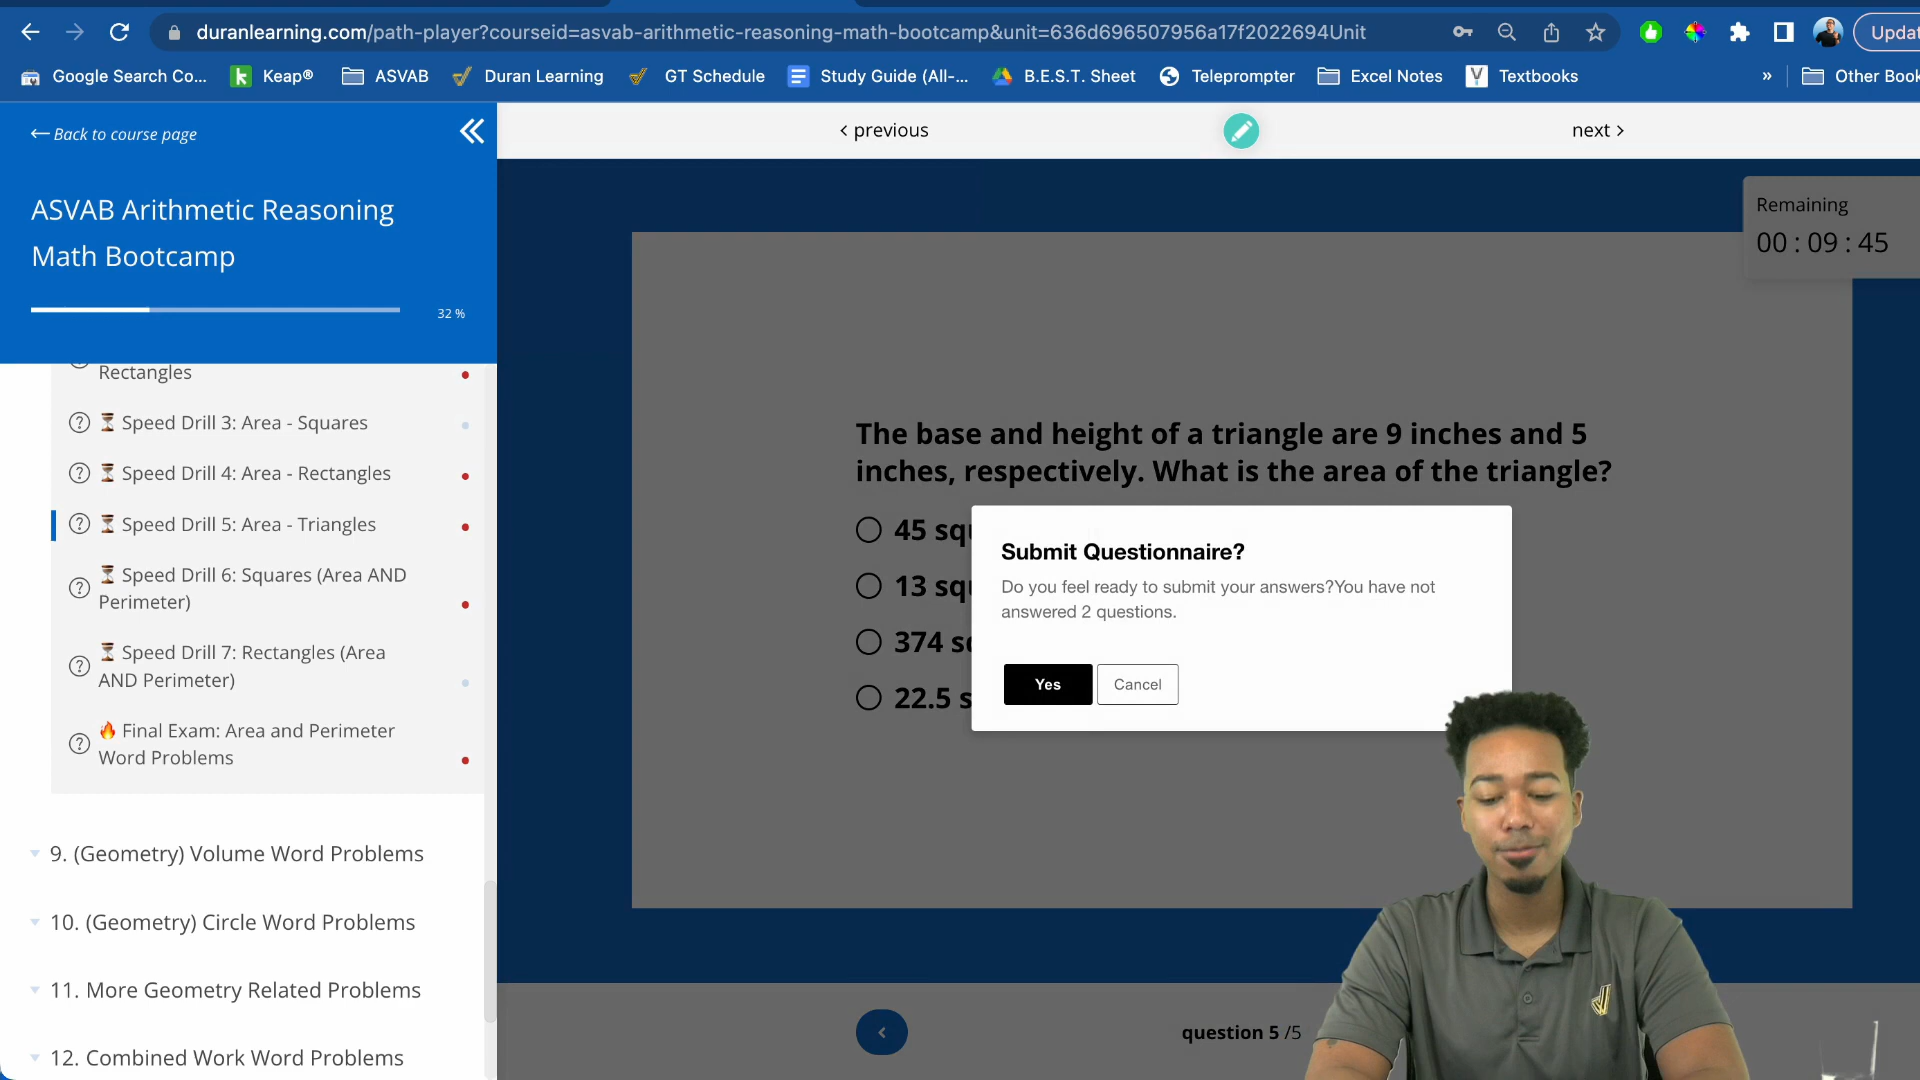 duranlearning.com/path-player?courseid=asvab-arithmetic-reasoning-math-bootcamp&unit=636d696507956a17f2022694Unit
Updat
Google Search Co...
Keap®
ASVAB
Duran Learning
GT Schedule
Study Guide (All-...
B.E.S.T. Sheet
Teleprompter
Excel Notes
Textbooks
»
Other Book
← Back to course page
‹ previous
next ›
ASVAB Arithmetic Reasoning
Math Bootcamp
32 %
Remaining
00 : 09 : 45
Rectangles
⏳ Speed Drill 3: Area - Squares
⏳ Speed Drill 4: Area - Rectangles
⏳ Speed Drill 5: Area - Triangles
⏳ Speed Drill 6: Squares (Area AND
Perimeter)
⏳ Speed Drill 7: Rectangles (Area
AND Perimeter)
🔥 Final Exam: Area and Perimeter
Word Problems
9. (Geometry) Volume Word Problems
10. (Geometry) Circle Word Problems
11. More Geometry Related Problems
12. Combined Work Word Problems
The base and height of a triangle are 9 inches and 5
inches, respectively. What is the area of the triangle?
45 squ
13 squ
374 s
22.5 s
Submit Questionnaire?
Do you feel ready to submit your answers?You have not
answered 2 questions.
Yes
Cancel
question 5 /5